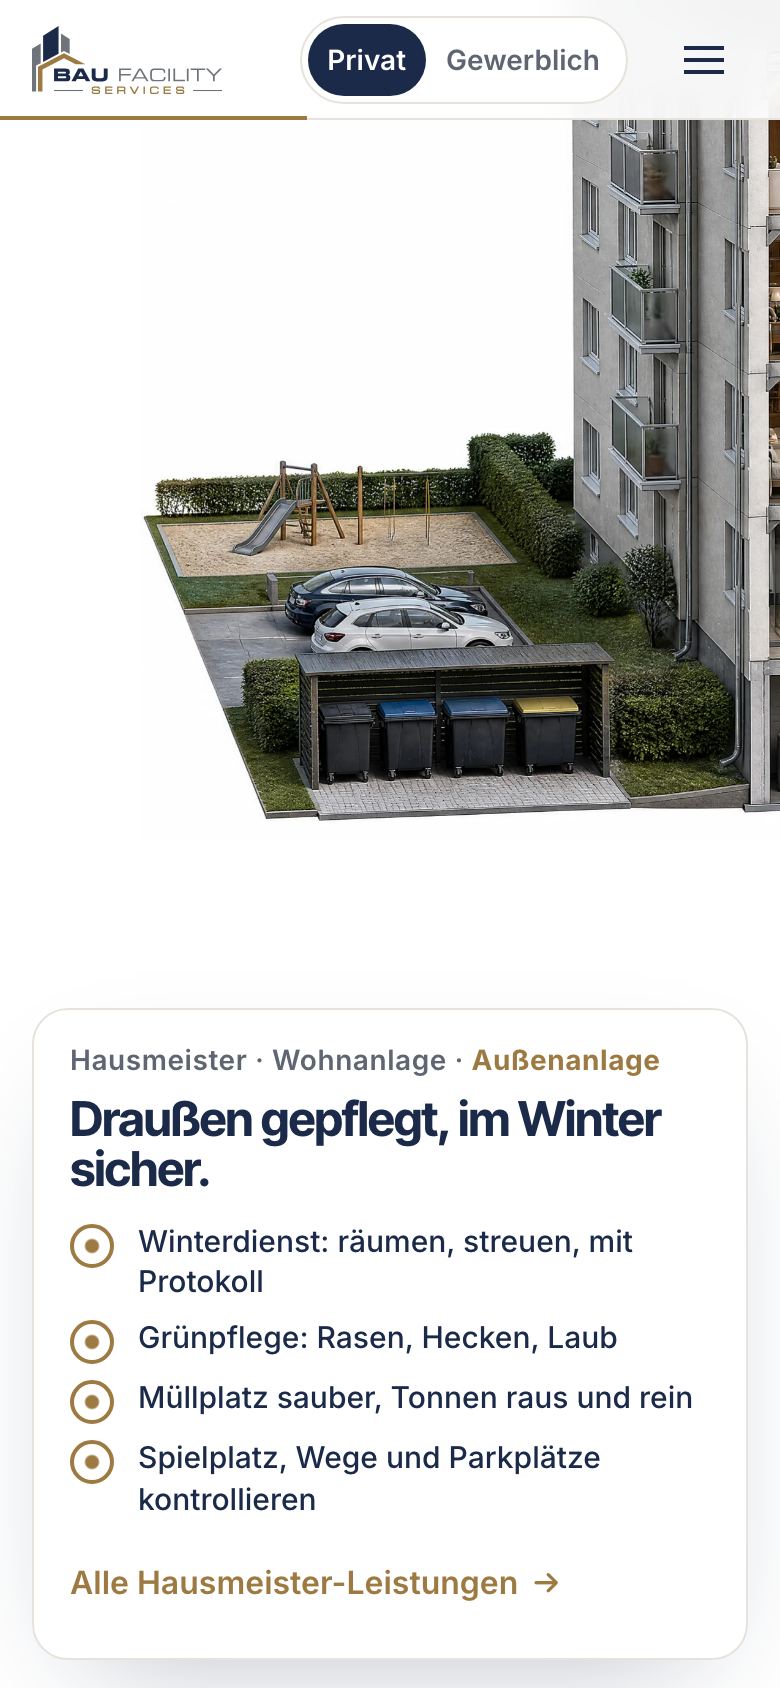 BAU FACILITY
SERVICES
Privat
Gewerblich
Hausmeister · Wohnanlage · Außenanlage
Draußen gepflegt, im Winter
sicher.
Winterdienst: räumen, streuen, mit
Protokoll
Grünpflege: Rasen, Hecken, Laub
Müllplatz sauber, Tonnen raus und rein
Spielplatz, Wege und Parkplätze
kontrollieren
Alle Hausmeister-Leistungen →